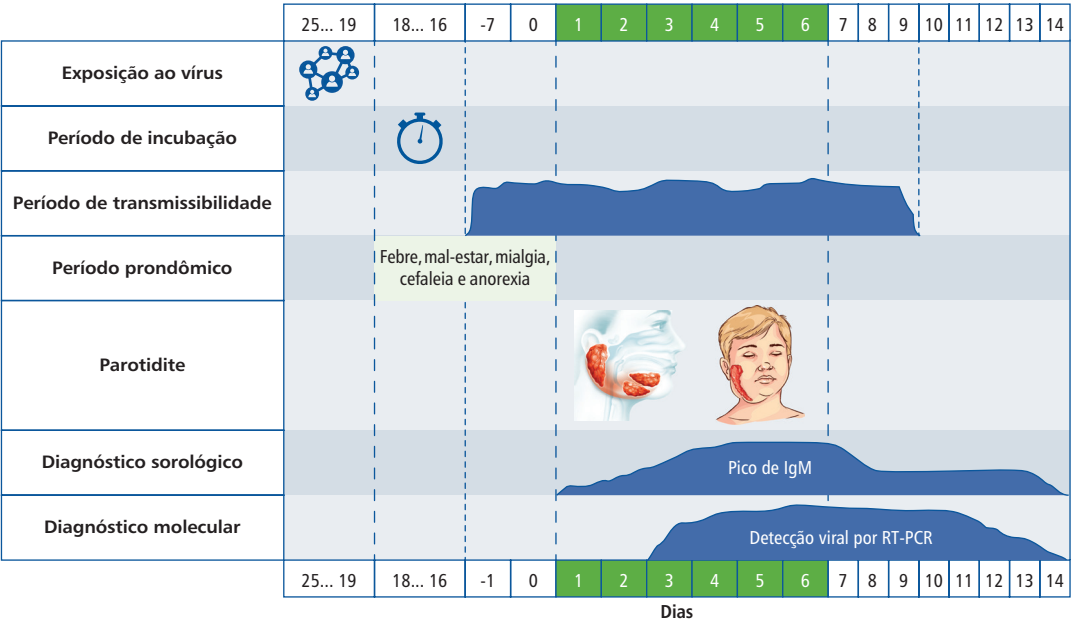 25... 19 18... 16 -7 0 1 2 3 4 5 6 7 8 9 10 11 12 13 14
Exposição ao vírus
Período de incubação
Período de transmissibilidade
Período prondômico
Febre, mal-estar, mialgia,
cefaleia e anorexia
Parotidite
Diagnóstico sorológico
Pico de IgM
Diagnóstico molecular
Detecção viral por RT-PCR
25... 19 18... 16 -1 0 1 2 3 4 5 6 7 8 9 10 11 12 13 14
Dias